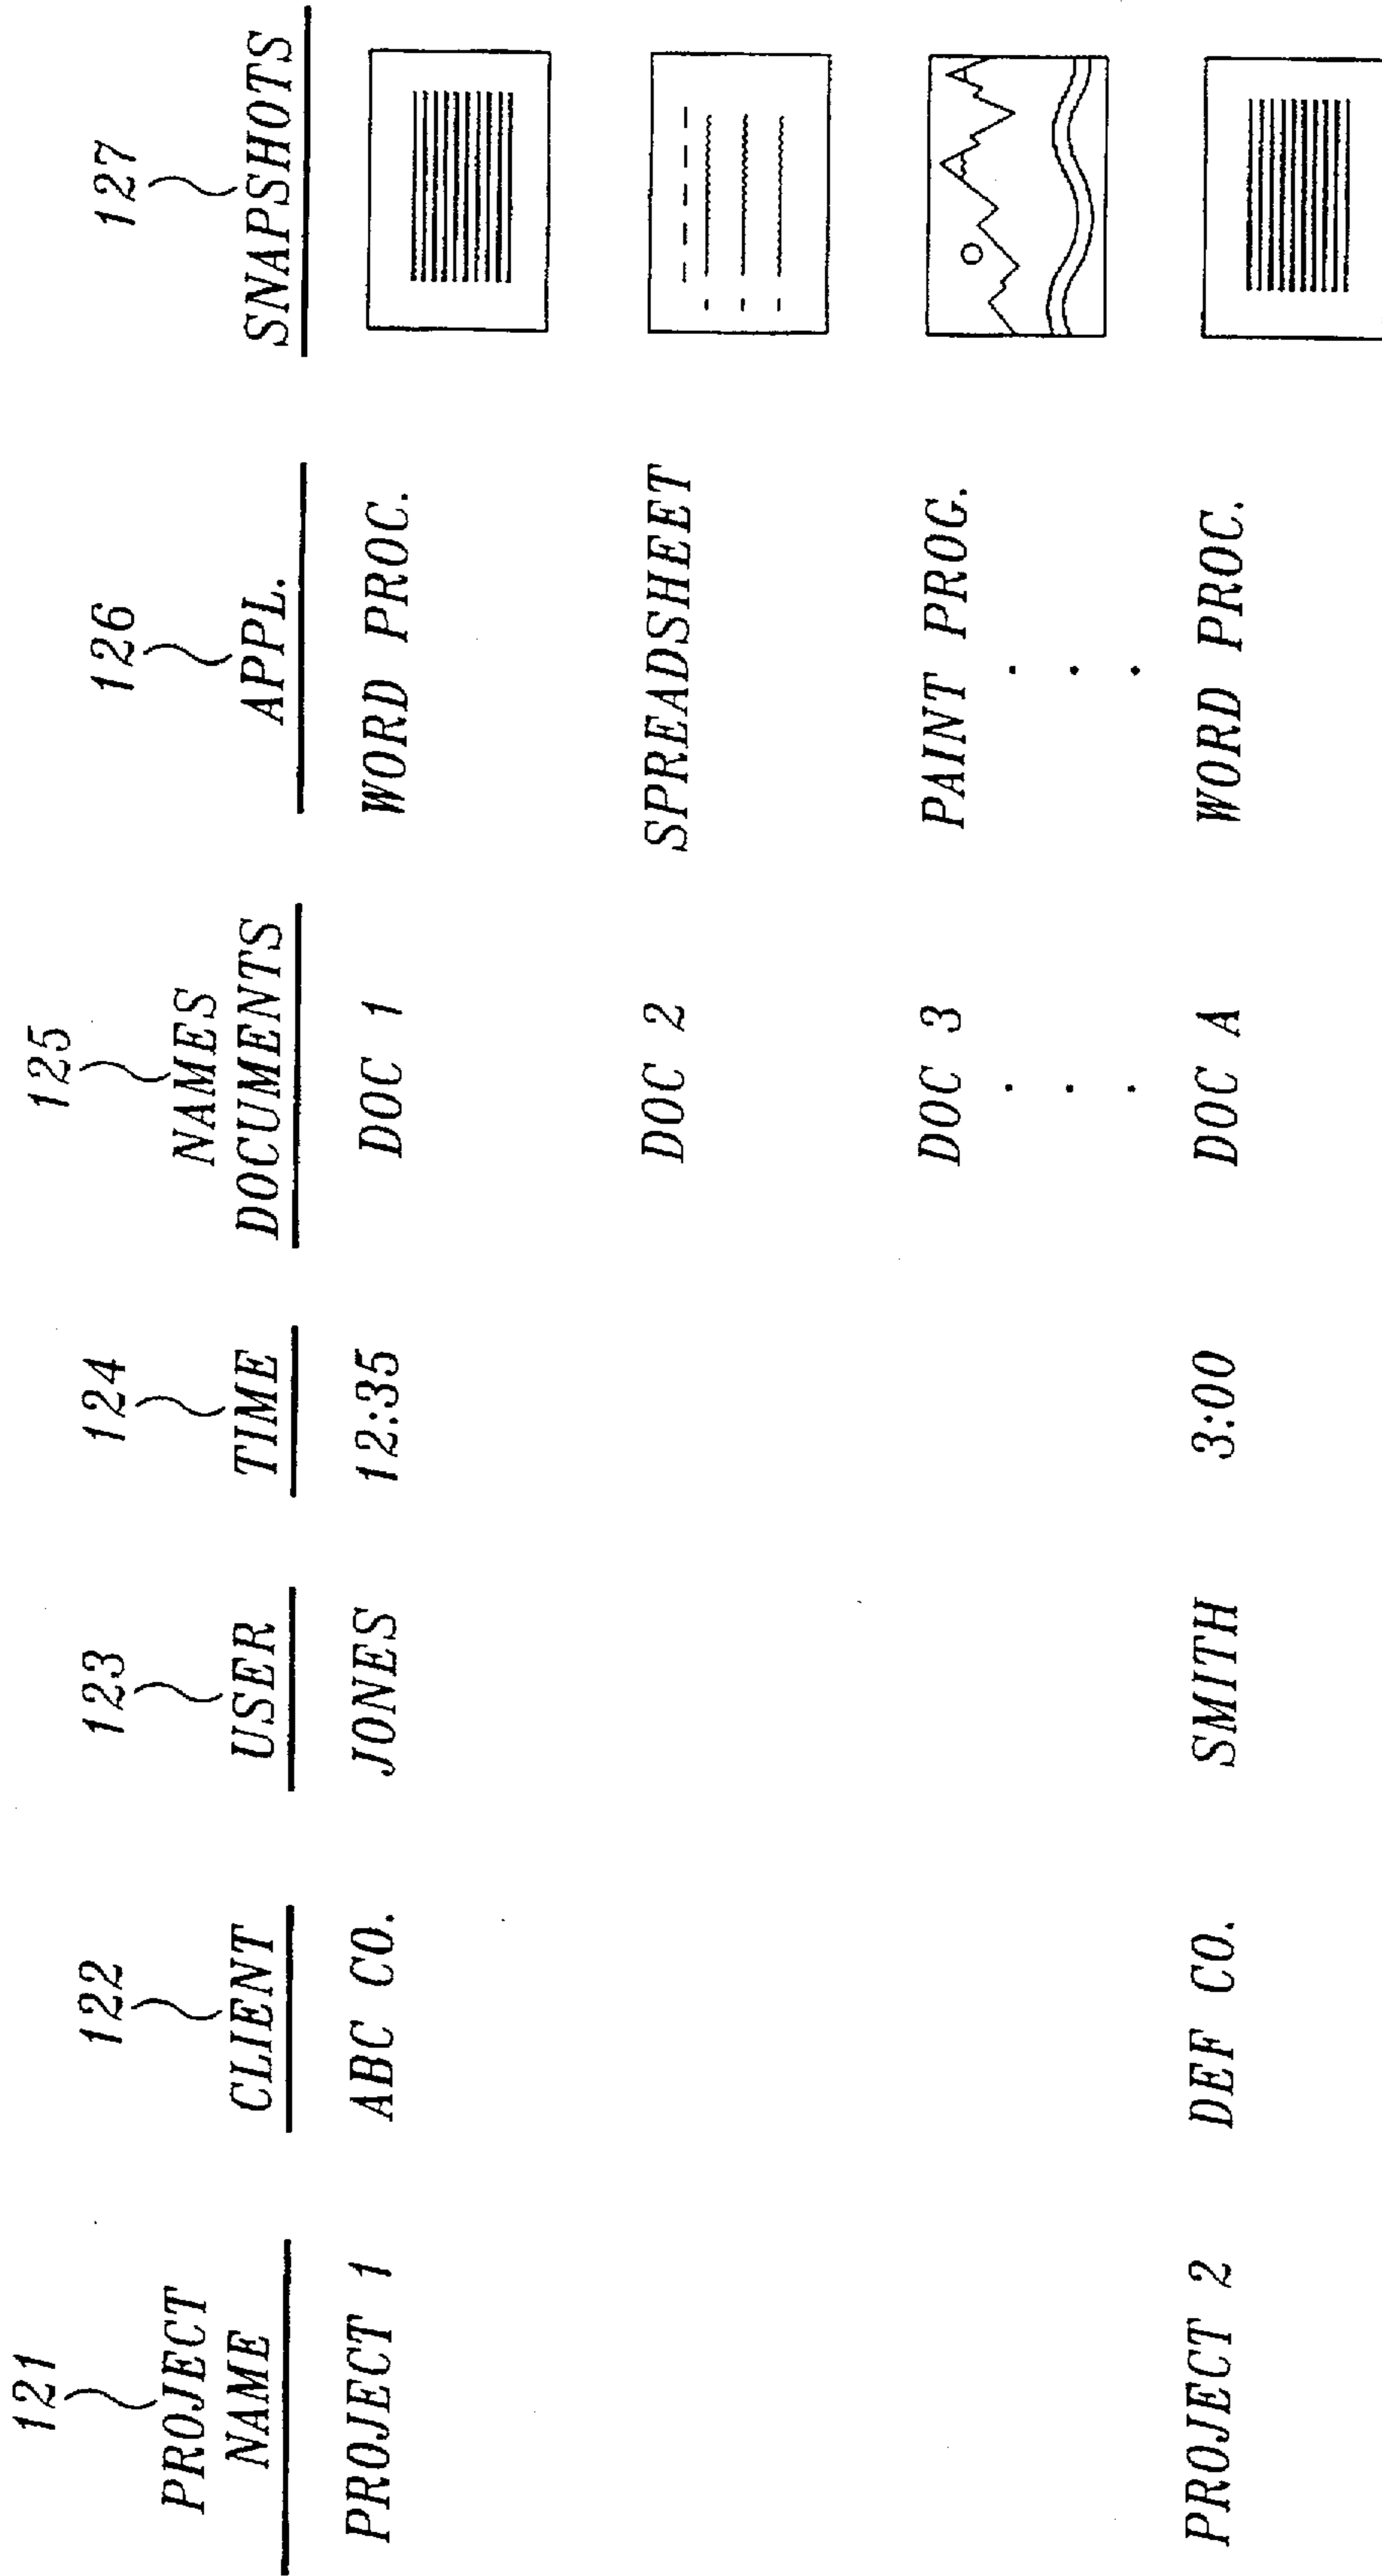 121 122 123 124 125 126 127
PROJECT NAMES
NAME CLIENT USER TIME DOCUMENTS APPL. SNAPSHOTS
PROJECT 1 ABC CO. JONES 12:35 DOC 1 WORD PROC.
DOC 2 SPREADSHEET
DOC 3 PAINT PROG.
PROJECT 2 DEF CO. SMITH 3:00 DOC A WORD PROC.